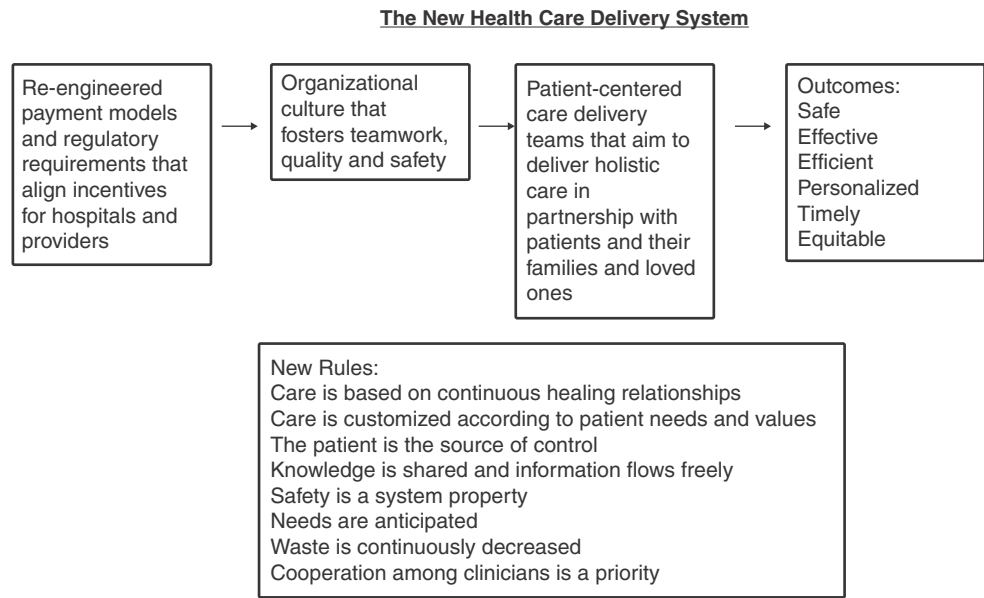 The New Health Care Delivery System
Re-engineered
payment models
and regulatory
requirements that
align incentives
for hospitals and
providers
Organizational
culture that
fosters teamwork,
quality and safety
Patient-centered
care delivery
teams that aim to
deliver holistic
care in
partnership with
patients and their
families and loved
ones
Outcomes:
Safe
Effective
Efficient
Personalized
Timely
Equitable
New Rules:
Care is based on continuous healing relationships
Care is customized according to patient needs and values
The patient is the source of control
Knowledge is shared and information flows freely
Safety is a system property
Needs are anticipated
Waste is continuously decreased
Cooperation among clinicians is a priority